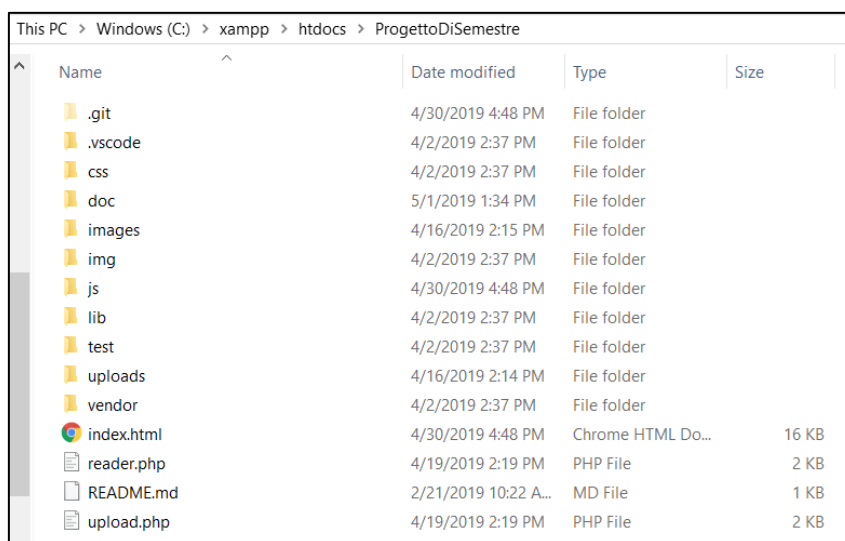 This PC > Windows (C:) > xampp > htdocs > ProgettoDiSemestre
Name Date modified Type Size
.git 4/30/2019 4:48 PM File folder
.vscode 4/2/2019 2:37 PM File folder
css 4/2/2019 2:37 PM File folder
doc 5/1/2019 1:34 PM File folder
images 4/16/2019 2:15 PM File folder
img 4/2/2019 2:37 PM File folder
js 4/30/2019 4:48 PM File folder
lib 4/2/2019 2:37 PM File folder
test 4/2/2019 2:37 PM File folder
uploads 4/16/2019 2:14 PM File folder
vendor 4/2/2019 2:37 PM File folder
index.html 4/30/2019 4:48 PM Chrome HTML Do... 16 KB
reader.php 4/19/2019 2:19 PM PHP File 2 KB
README.md 2/21/2019 10:22 A... MD File 1 KB
upload.php 4/19/2019 2:19 PM PHP File 2 KB